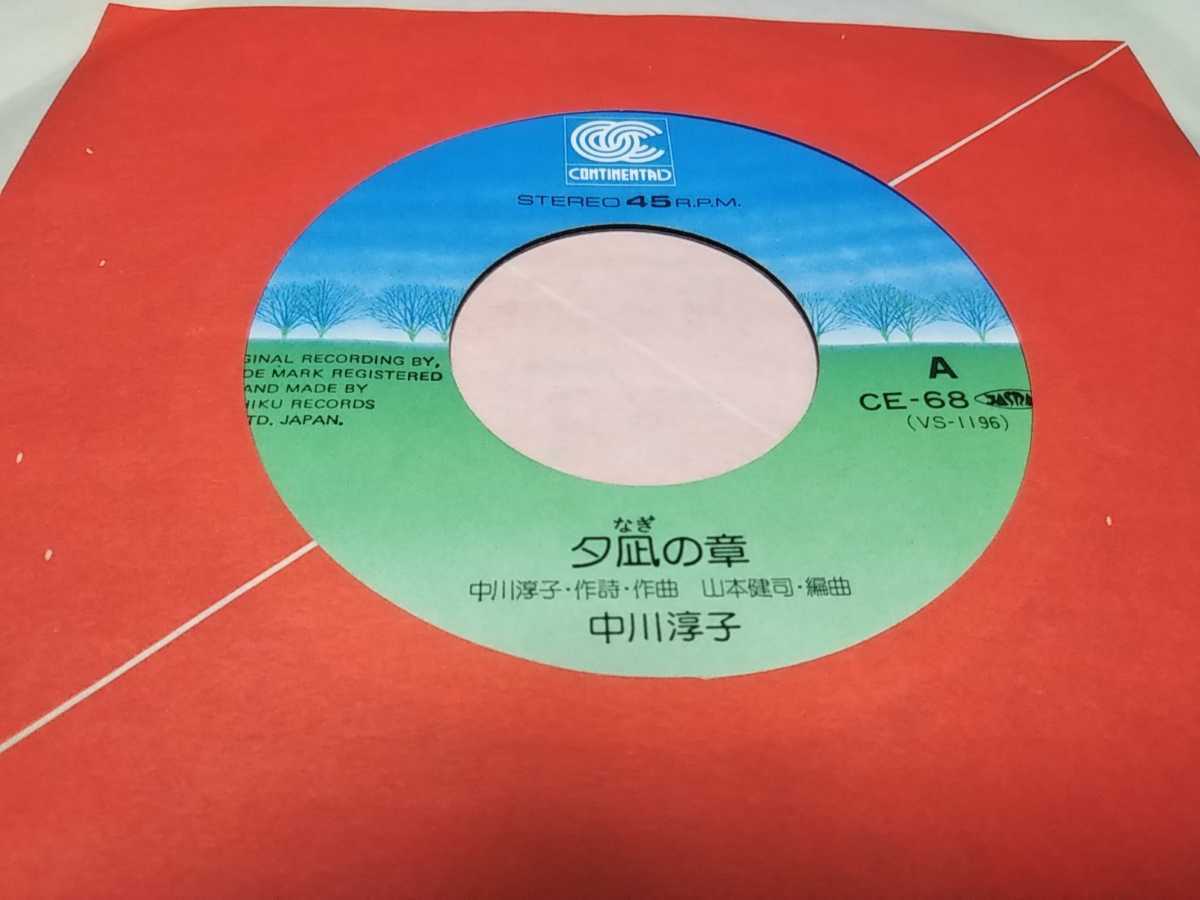 CONTINENTAL
STEREO 45 R.P.M.
GINAL RECORDING BY,
DE MARK REGISTERED
AND MADE BY
HIKU RECORDS
TD. JAPAN.
A
CE-68
(VS-1196)
なぎ
夕凪の章
中川淳子・作詩・作曲 山本健司・編曲
中川淳子